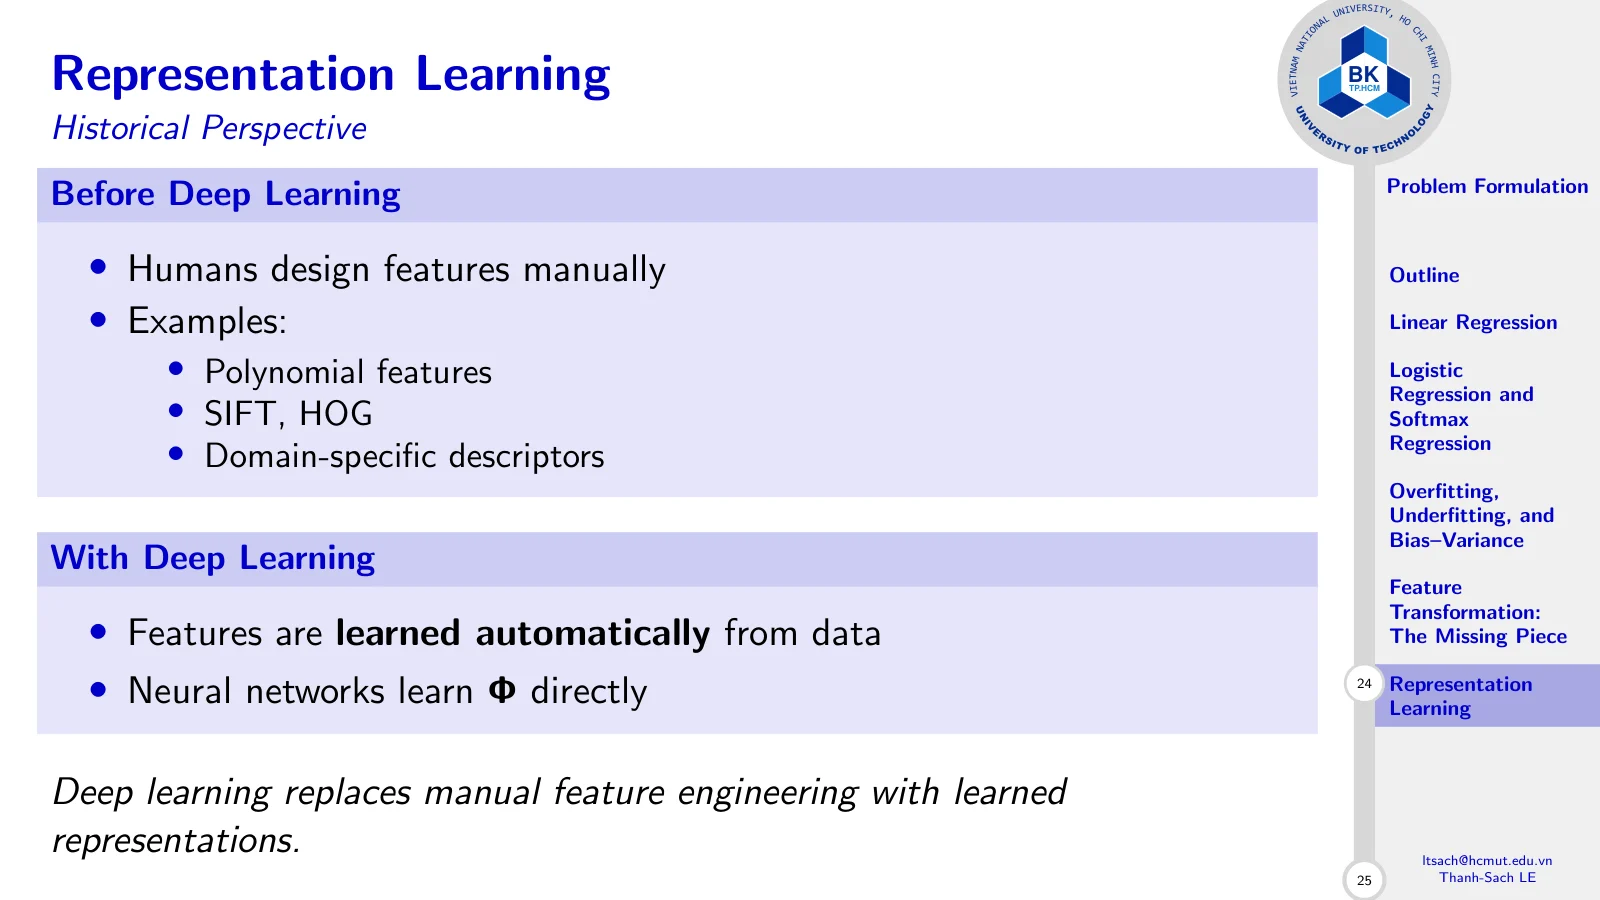 Representation Learning
Historical Perspective
Before Deep Learning
• Humans design features manually
• Examples:
• Polynomial features
• SIFT, HOG
• Domain-specific descriptors
With Deep Learning
• Features are learned automatically from data
• Neural networks learn Φ directly
Deep learning replaces manual feature engineering with learned
representations.
VIETNAM NATIONAL UNIVERSITY, HO CHI MINH CITY
BK
TP.HCM
UNIVERSITY OF TECHNOLOGY
Problem Formulation
Outline
Linear Regression
Logistic
Regression and
Softmax
Regression
Overfitting,
Underfitting, and
Bias–Variance
Feature
Transformation:
The Missing Piece
24
Representation
Learning
ltsach@hcmut.edu.vn
Thanh-Sach LE
25